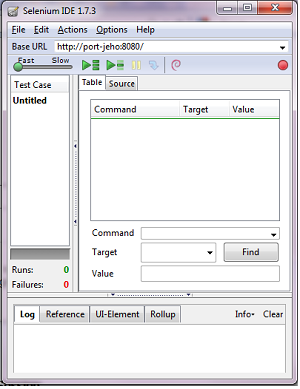 Selenium IDE 1.7.3
File Edit Actions Options Help
Base URL http://port-jeho:8080/
Fast Slow
Test Case
Table Source
Untitled
Command Target Value
Command
Target Find
Value
Runs: 0
Failures: 0
Log Reference UI-Element Rollup Info Clear